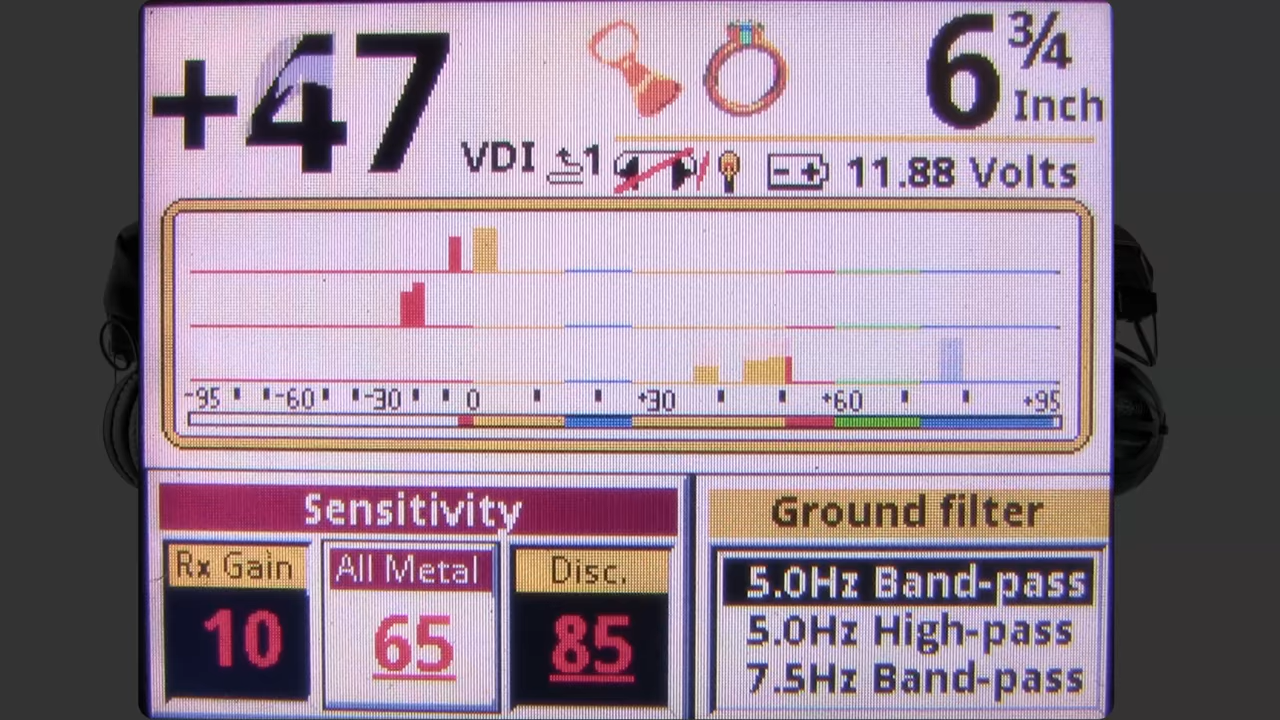 +47 VDI 1
6 3/4 Inch
11.88 Volts
-95 -60 -30 0 +30 +60 +95
Sensitivity
Rx Gain All Metal Disc.
10 65 85
Ground filter
5.0Hz Band-pass
5.0Hz High-pass
7.5Hz Band-pass